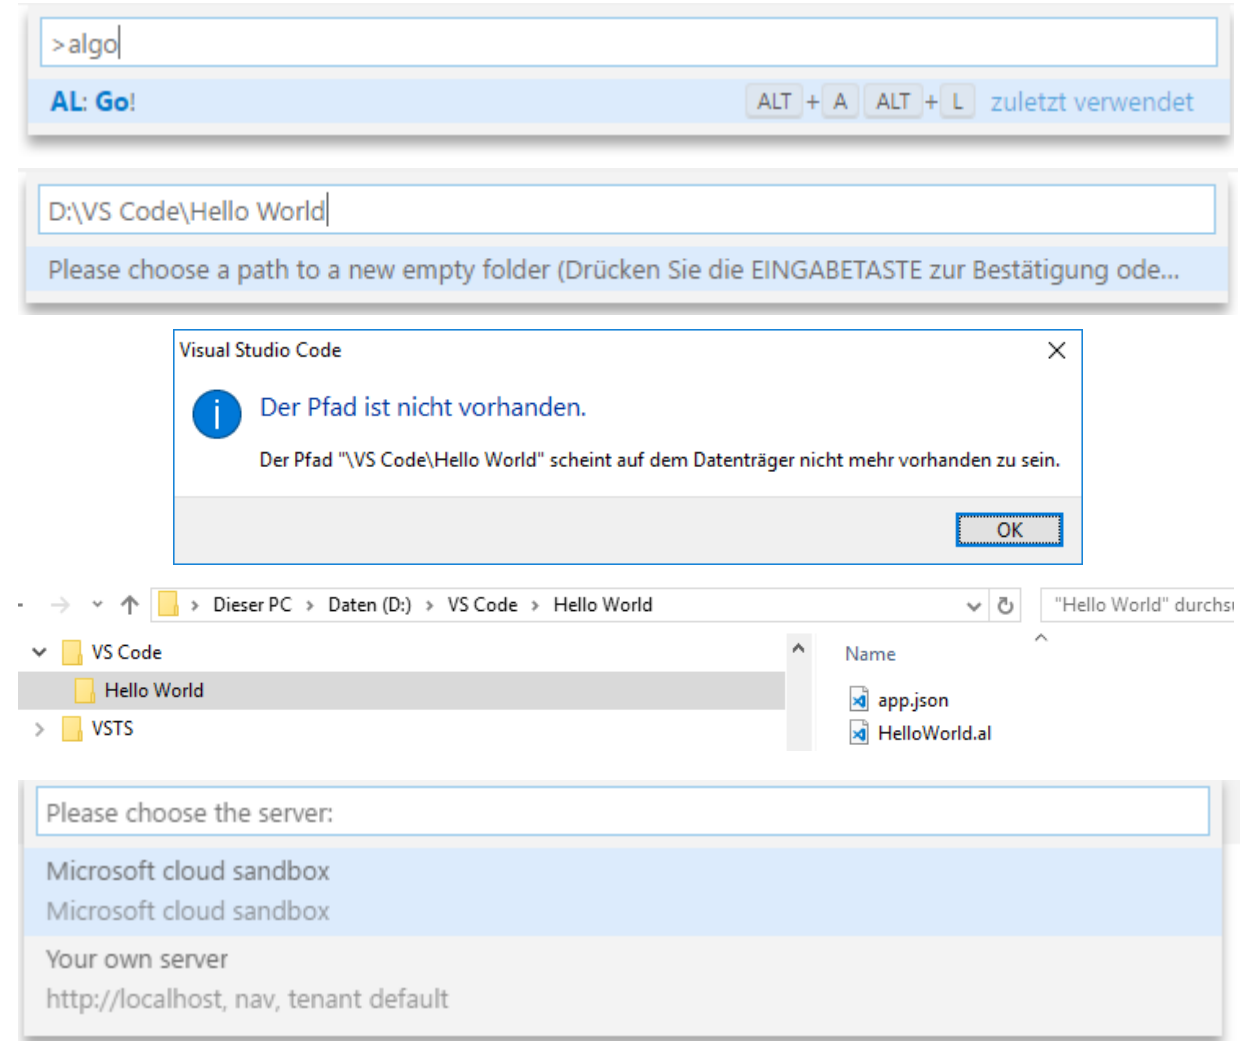 >algo
AL: Go! ALT + A ALT + L zuletzt verwendet
D:\VS Code\Hello World
Please choose a path to a new empty folder (Drücken Sie die EINGABETASTE zur Bestätigung ode...
Visual Studio Code
Der Pfad ist nicht vorhanden.
Der Pfad "\VS Code\Hello World" scheint auf dem Datenträger nicht mehr vorhanden zu sein.
OK
Dieser PC > Daten (D:) > VS Code > Hello World
"Hello World" durchsu
VS Code
Name
Hello World
app.json
VSTS
HelloWorld.al
Please choose the server:
Microsoft cloud sandbox
Microsoft cloud sandbox
Your own server
http://localhost, nav, tenant default